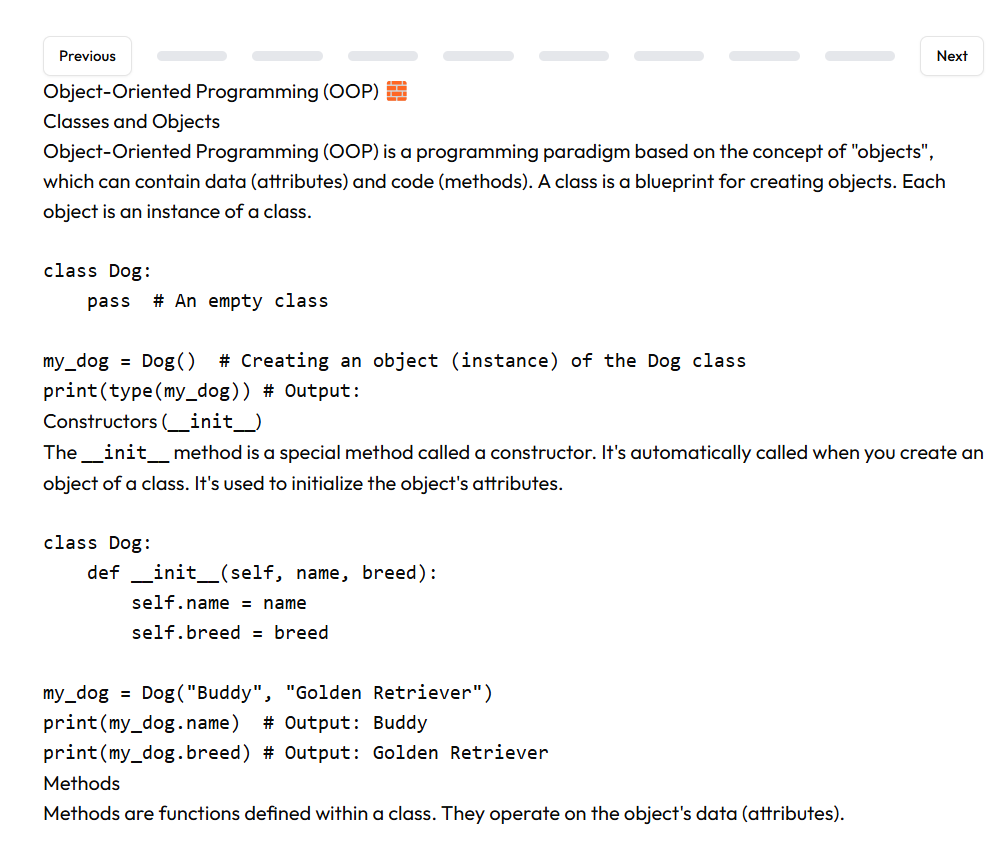 Previous
Next
Object-Oriented Programming (OOP) 🧱
Classes and Objects
Object-Oriented Programming (OOP) is a programming paradigm based on the concept of "objects",
which can contain data (attributes) and code (methods). A class is a blueprint for creating objects. Each
object is an instance of a class.
class Dog:
    pass  # An empty class
my_dog = Dog()  # Creating an object (instance) of the Dog class
print(type(my_dog)) # Output:
Constructors (__init__)
The __init__ method is a special method called a constructor. It's automatically called when you create an
object of a class. It's used to initialize the object's attributes.
class Dog:
    def __init__(self, name, breed):
        self.name = name
        self.breed = breed
my_dog = Dog("Buddy", "Golden Retriever")
print(my_dog.name)  # Output: Buddy
print(my_dog.breed) # Output: Golden Retriever
Methods
Methods are functions defined within a class. They operate on the object's data (attributes).